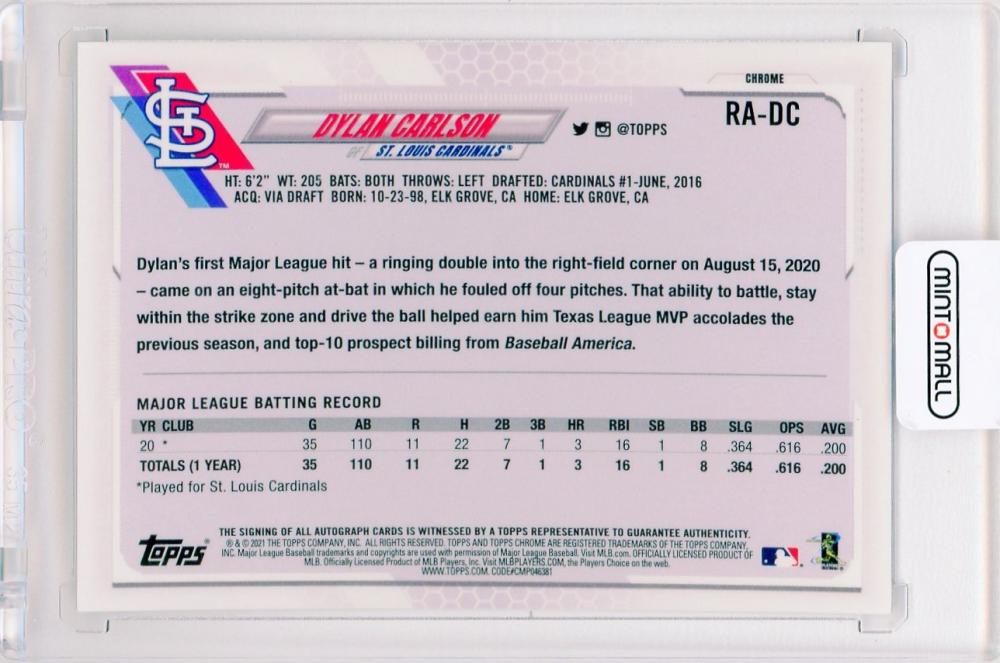 CHROME
RA-DC
STL
TM
DYLAN CARLSON
@TOPPS
OF ST. LOUIS CARDINALS®
HT: 6'2" WT: 205 BATS: BOTH THROWS: LEFT DRAFTED: CARDINALS #1-JUNE, 2016
ACQ: VIA DRAFT BORN: 10-23-98, ELK GROVE, CA HOME: ELK GROVE, CA
Dylan's first Major League hit – a ringing double into the right-field corner on August 15, 2020
– came on an eight-pitch at-bat in which he fouled off four pitches. That ability to battle, stay
within the strike zone and drive the ball helped earn him Texas League MVP accolades the
previous season, and top-10 prospect billing from Baseball America.
MAJOR LEAGUE BATTING RECORD
YR CLUB G AB R H 2B 3B HR RBI SB BB SLG OPS AVG
20 * 35 110 11 22 7 1 3 16 1 8 .364 .616 .200
TOTALS (1 YEAR) 35 110 11 22 7 1 3 16 1 8 .364 .616 .200
*Played for St. Louis Cardinals
THE SIGNING OF ALL AUTOGRAPH CARDS IS WITNESSED BY A TOPPS REPRESENTATIVE TO GUARANTEE AUTHENTICITY.
® & © 2021 THE TOPPS COMPANY, INC. ALL RIGHTS RESERVED. TOPPS AND TOPPS CHROME ARE REGISTERED TRADEMARKS OF THE TOPPS COMPANY,
INC. Major League Baseball trademarks and copyrights are used with permission of Major League Baseball. Visit MLB.com. OFFICIALLY LICENSED PRODUCT OF
MLB. Officially Licensed Product of MLB Players, Inc. Visit MLBPLAYERS.COM, the Players Choice on the web.
WWW.TOPPS.COM. CODE#CMP046381
Topps®
MINTOMALL